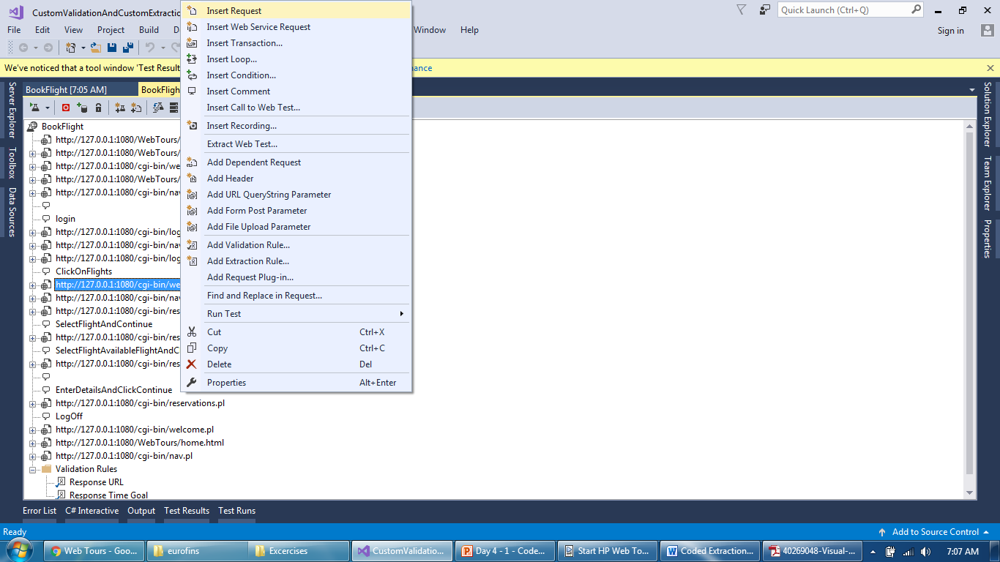 CustomValidationAndCustomExtractio
Quick Launch (Ctrl+Q)
File Edit View Project Build D
Window Help
Sign in
We've noticed that a tool window 'Test Result
ance
BookFlight [7:05 AM]
BookFligh
Server Explorer
Toolbox
Data Sources
Solution Explorer
Team Explorer
Properties
BookFlight
http://127.0.0.1:1080/WebTours/
http://127.0.0.1:1080/WebTours/
http://127.0.0.1:1080/cgi-bin/we
http://127.0.0.1:1080/WebTours/
http://127.0.0.1:1080/cgi-bin/nav
login
http://127.0.0.1:1080/cgi-bin/log
http://127.0.0.1:1080/cgi-bin/nav
http://127.0.0.1:1080/cgi-bin/log
ClickOnFlights
http://127.0.0.1:1080/cgi-bin/we
http://127.0.0.1:1080/cgi-bin/nav
http://127.0.0.1:1080/cgi-bin/res
SelectFlightAndContinue
http://127.0.0.1:1080/cgi-bin/res
SelectFlightAvailableFlightAndC
http://127.0.0.1:1080/cgi-bin/res
EnterDetailsAndClickContinue
http://127.0.0.1:1080/cgi-bin/reservations.pl
LogOff
http://127.0.0.1:1080/cgi-bin/welcome.pl
http://127.0.0.1:1080/WebTours/home.html
http://127.0.0.1:1080/cgi-bin/nav.pl
Validation Rules
Response URL
Response Time Goal
Insert Request
Insert Web Service Request
Insert Transaction...
Insert Loop...
Insert Condition...
Insert Comment
Insert Call to Web Test...
Insert Recording...
Extract Web Test...
Add Dependent Request
Add Header
Add URL QueryString Parameter
Add Form Post Parameter
Add File Upload Parameter
Add Validation Rule...
Add Extraction Rule...
Add Request Plug-in...
Find and Replace in Request...
Run Test
Cut Ctrl+X
Copy Ctrl+C
Delete Del
Properties Alt+Enter
Error List C# Interactive Output Test Results Test Runs
Ready
Add to Source Control
Web Tours - Goo...
eurofins
Excercises
CustomValidatio...
Day 4 - 1 - Code...
Start HP Web To...
Coded Extraction...
40269048-Visual-...
7:07 AM